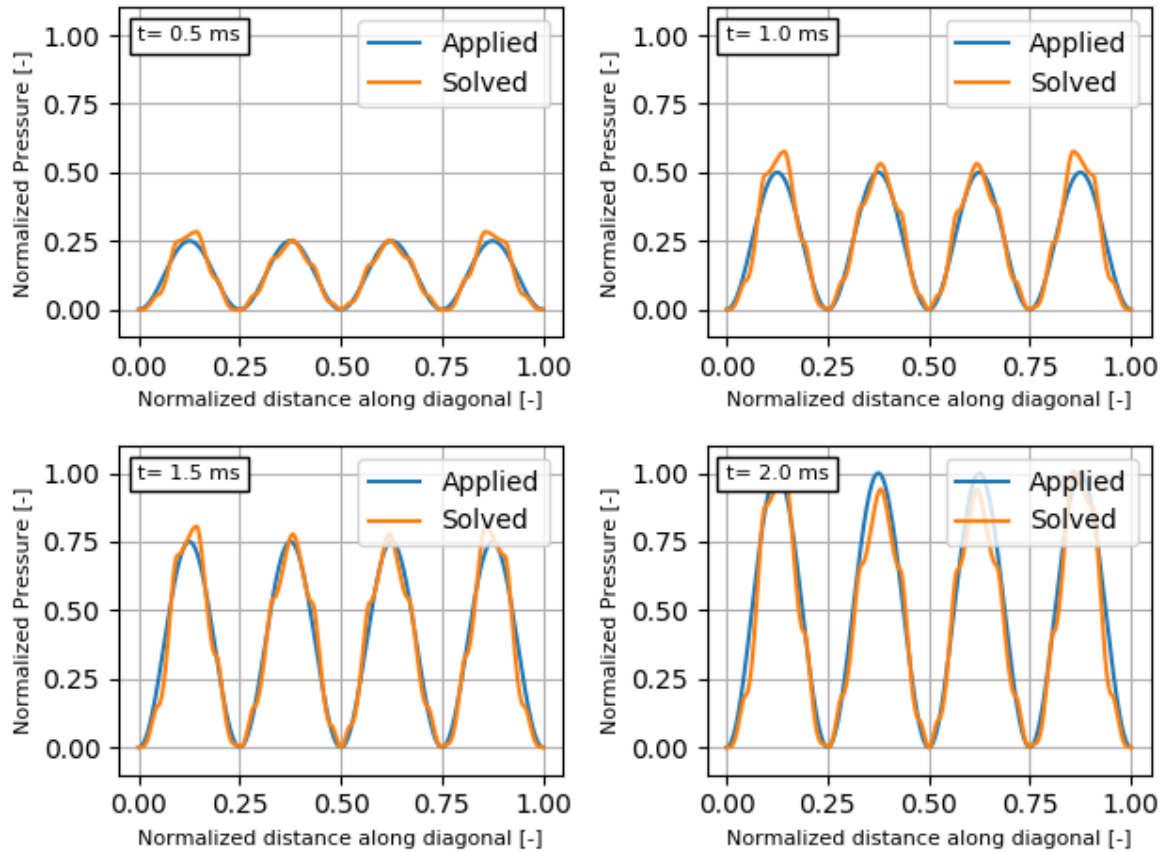 t= 0.5 ms
Applied
Solved
Normalized Pressure [-]
1.00
0.75
0.50
0.25
0.00
0.00 0.25 0.50 0.75 1.00
Normalized distance along diagonal [-]
t= 1.0 ms
Applied
Solved
Normalized Pressure [-]
1.00
0.75
0.50
0.25
0.00
0.00 0.25 0.50 0.75 1.00
Normalized distance along diagonal [-]
t= 1.5 ms
Applied
Solved
Normalized Pressure [-]
1.00
0.75
0.50
0.25
0.00
0.00 0.25 0.50 0.75 1.00
Normalized distance along diagonal [-]
t= 2.0 ms
Applied
Solved
Normalized Pressure [-]
1.00
0.75
0.50
0.25
0.00
0.00 0.25 0.50 0.75 1.00
Normalized distance along diagonal [-]